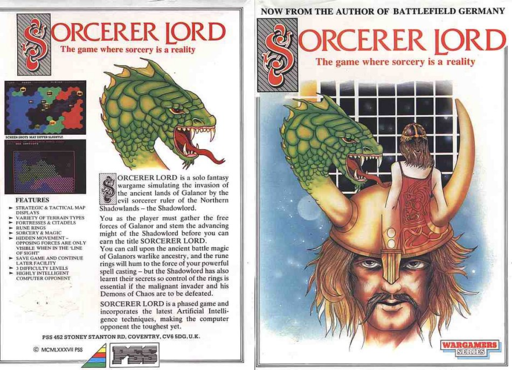 SORCERER LORD
The game where sorcery is a reality
SORCERER LORD is a solo fantasy
wargame simulating the invasion of
the ancient lands of Galanor by the
evil sorcerer ruler of the Northern
Shadowlands – the Shadowlord.
You as the player must gather the free
forces of Galanor and stem the advancing
might of the Shadowlord before you can
earn the title SORCERER LORD.
You can call upon the ancient battle magic
of Galanors warlike ancestry, and the rune
rings will hum to the force of your powerful
spell casting – but the Shadowlord has also
learnt their secrets so control of the rings is
essential if the malignant invader and his
Demons of Chaos are to be defeated.
SORCERER LORD is a phased game and
incorporates the latest Artificial Intelli-
gence techniques, making the computer
opponent the toughest yet.
FEATURES
► STRATEGIC & TACTICAL MAP
DISPLAYS
► VARIETY OF TERRAIN TYPES
► FORTRESSES & CITADELS
► RUNE RINGS
► SORCERY & MAGIC
► HIDDEN MOVEMENT –
OPPOSING FORCES ARE ONLY
VISIBLE WHEN IN THE 'LINE
OF SIGHT'
► SAVE GAME AND CONTINUE
LATER FACILITY
► 3 DIFFICULTY LEVELS
► HIGHLY INTELLIGENT
COMPUTER OPPONENT
PSS 452 STONEY STANTON RD, COVENTRY, CV6 5DG. U.K.
© MCMLXXXVII PSS
PSS
NOW FROM THE AUTHOR OF BATTLEFIELD GERMANY
SORCERER LORD
The game where sorcery is a reality
WARGAMERS
SERIES